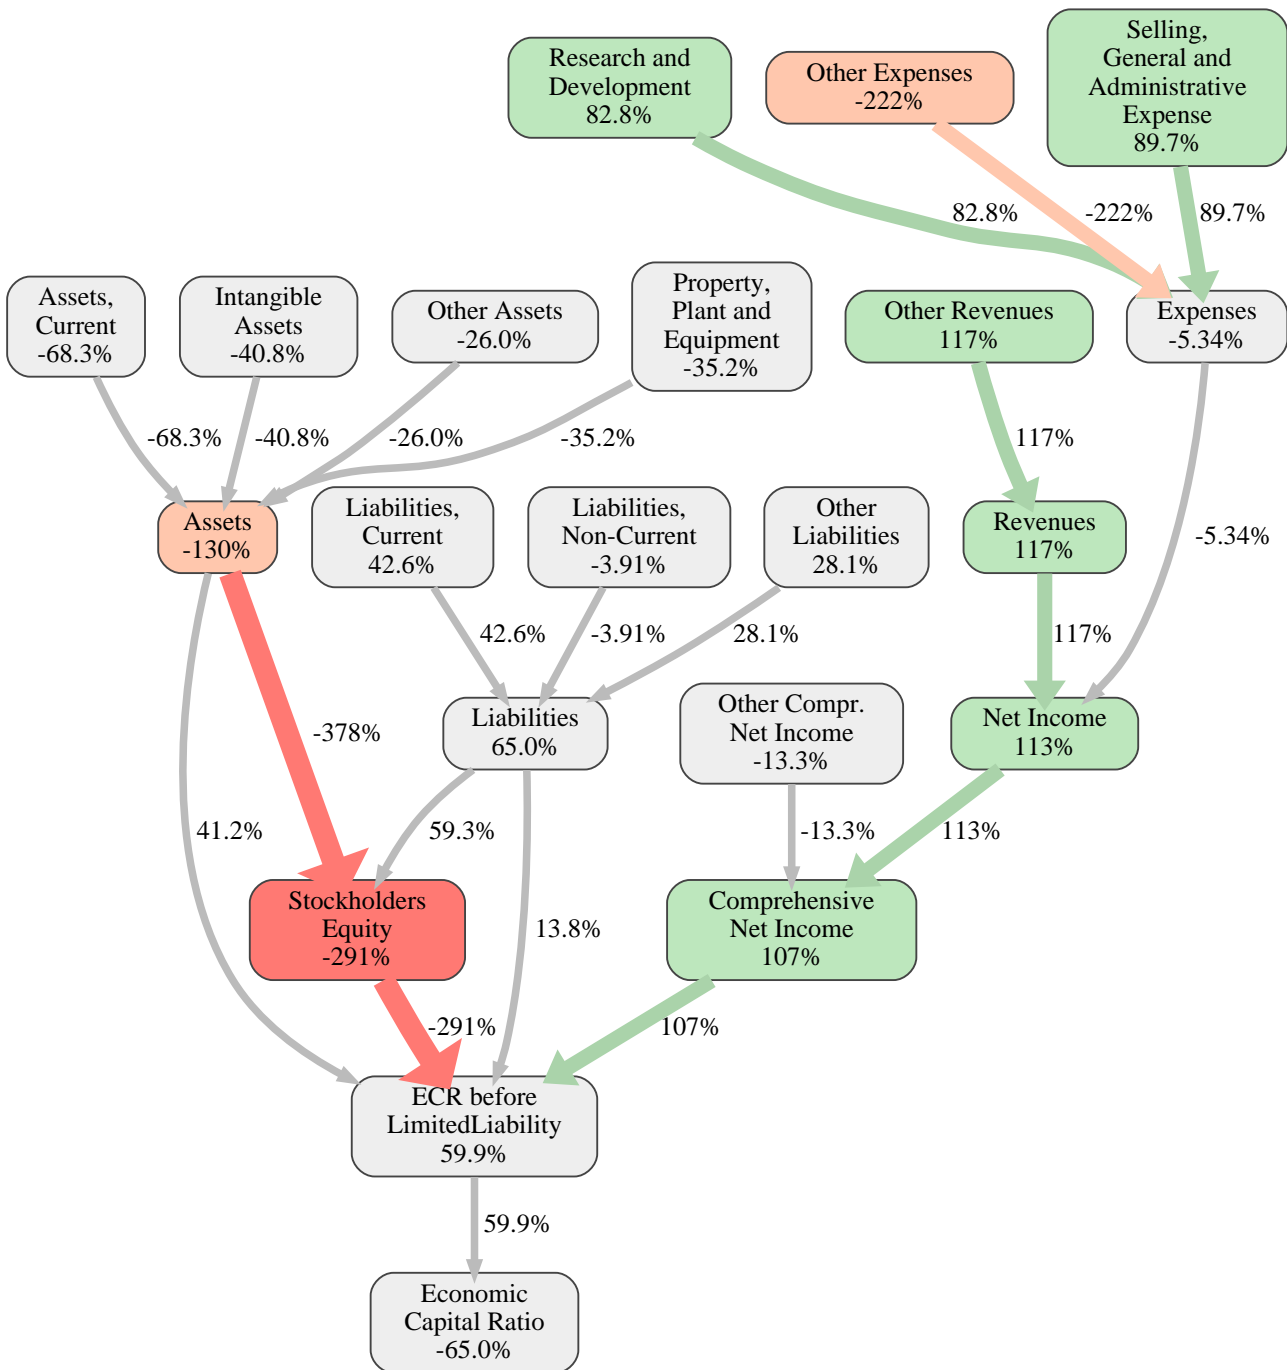 Research and
Development
82.8%
Other Expenses
-222%
Selling,
General and
Administrative
Expense
89.7%
82.8%
-222%
89.7%
Assets,
Current
-68.3%
Intangible
Assets
-40.8%
Other Assets
-26.0%
Property,
Plant and
Equipment
-35.2%
Other Revenues
117%
Expenses
-5.34%
-68.3%
-40.8%
-26.0%
-35.2%
117%
Assets
-130%
Liabilities,
Current
42.6%
Liabilities,
Non-Current
-3.91%
Other
Liabilities
28.1%
Revenues
117%
-5.34%
42.6%
-3.91%
28.1%
117%
-378%
Liabilities
65.0%
Other Compr.
Net Income
-13.3%
Net Income
113%
41.2%
59.3%
-13.3%
113%
Stockholders
Equity
-291%
13.8%
Comprehensive
Net Income
107%
-291%
107%
ECR before
LimitedLiability
59.9%
59.9%
Economic
Capital Ratio
-65.0%